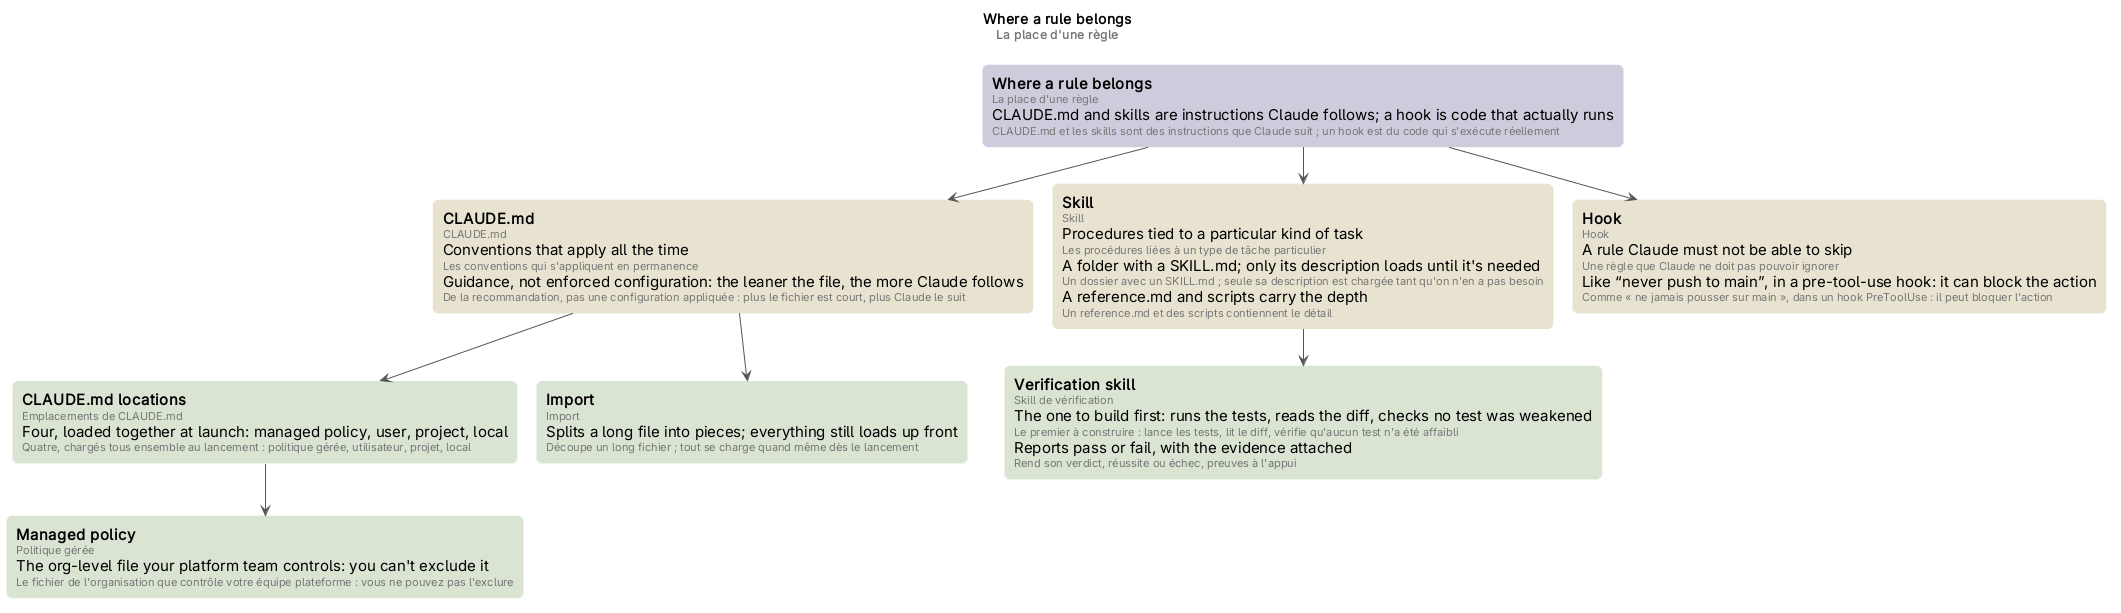 Where a rule belongs
La place d'une règle
Where a rule belongs
La place d'une règle
CLAUDE.md and skills are instructions Claude follows; a hook is code that actually runs
CLAUDE.md et les skills sont des instructions que Claude suit ; un hook est du code qui s'exécute réellement
CLAUDE.md
CLAUDE.md
Conventions that apply all the time
Les conventions qui s'appliquent en permanence
Guidance, not enforced configuration: the leaner the file, the more Claude follows
De la recommandation, pas une configuration appliquée : plus le fichier est court, plus Claude le suit
Skill
Skill
Procedures tied to a particular kind of task
Les procédures liées à un type de tâche particulier
A folder with a SKILL.md; only its description loads until it's needed
Un dossier avec un SKILL.md ; seule sa description est chargée tant qu'on n'en a pas besoin
A reference.md and scripts carry the depth
Un reference.md et des scripts contiennent le détail
Hook
Hook
A rule Claude must not be able to skip
Une règle que Claude ne doit pas pouvoir ignorer
Like “never push to main”, in a pre-tool-use hook: it can block the action
Comme « ne jamais pousser sur main », dans un hook PreToolUse : il peut bloquer l'action
CLAUDE.md locations
Emplacements de CLAUDE.md
Four, loaded together at launch: managed policy, user, project, local
Quatre, chargés tous ensemble au lancement : politique gérée, utilisateur, projet, local
Import
Import
Splits a long file into pieces; everything still loads up front
Découpe un long fichier ; tout se charge quand même dès le lancement
Verification skill
Skill de vérification
The one to build first: runs the tests, reads the diff, checks no test was weakened
Le premier à construire : lance les tests, lit le diff, vérifie qu'aucun test n'a été affaibli
Reports pass or fail, with the evidence attached
Rend son verdict, réussite ou échec, preuves à l'appui
Managed policy
Politique gérée
The org-level file your platform team controls: you can't exclude it
Le fichier de l'organisation que contrôle votre équipe plateforme : vous ne pouvez pas l'exclure